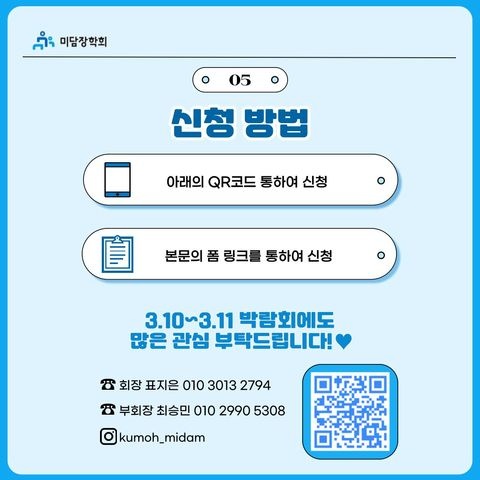 미담장학회
05
신청 방법
아래의 QR코드 통하여 신청
본문의 폼 링크를 통하여 신청
3.10~3.11 박람회에도
많은 관심 부탁드립니다!♥
☎ 회장 표지은 010 3013 2794
☎ 부회장 최승민 010 2990 5308
kumoh_midam